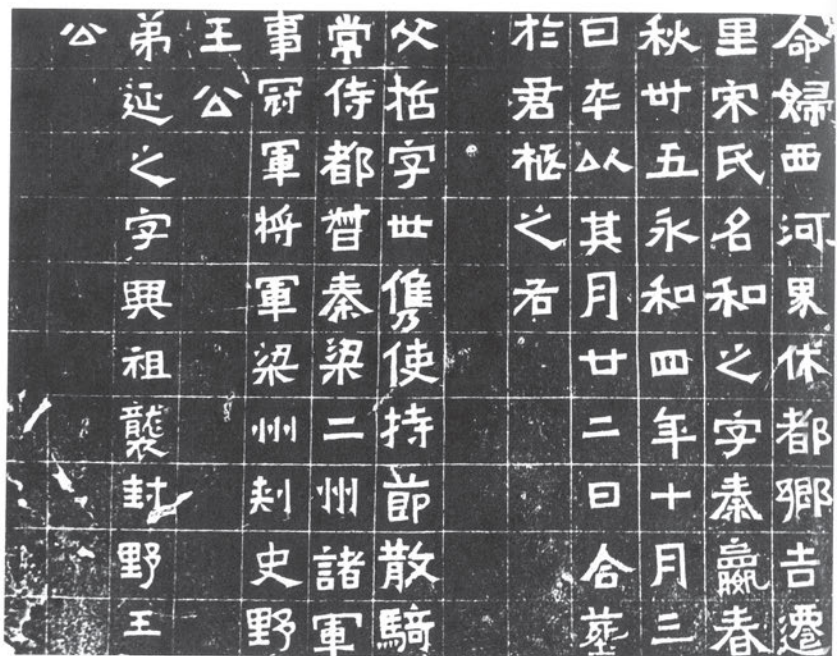 命婦西河界休都鄉吉遷
里宋氏名和之字秦嬴春
秋卅五永和四年十月三
日卒以其月廿二日合葬
於君柩之右
父哲字世儁使持節散騎
常侍都督秦梁二州諸軍
事冠軍將軍梁州刺史野
王公
弟延之字興祖襲封野王
公